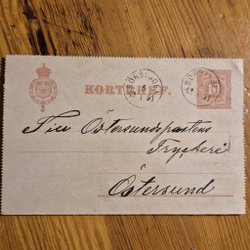 KORTBREF.
Till Östersundspostens
Tryckeri
Östersund